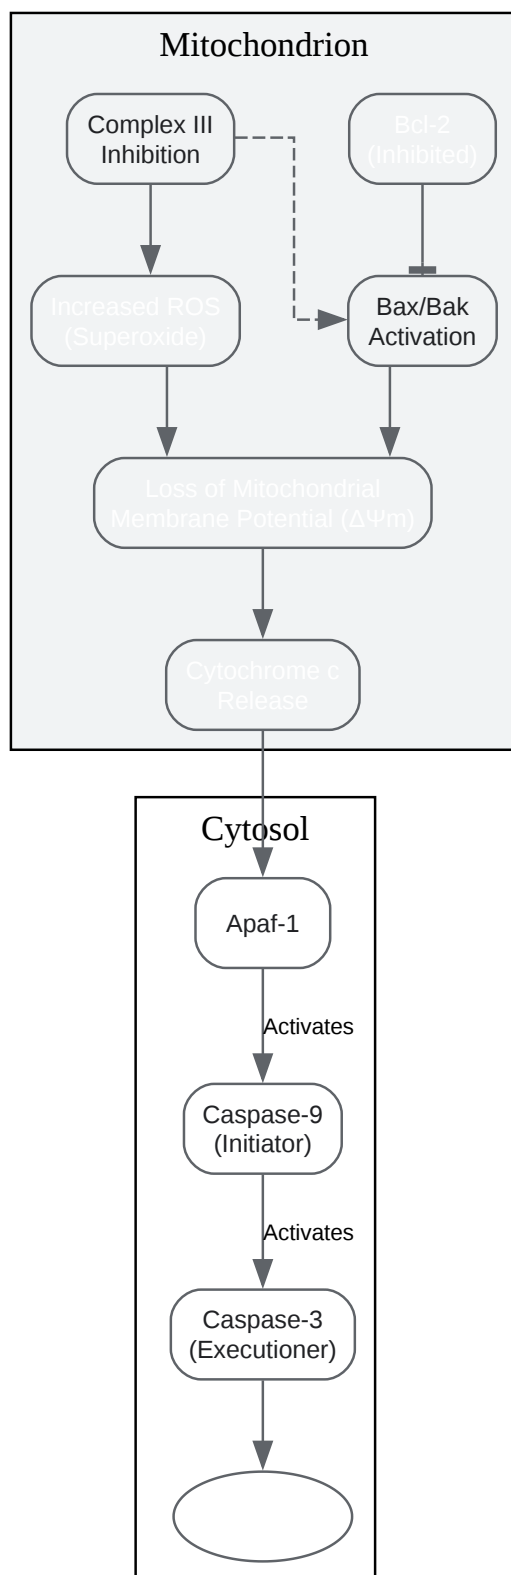 Mitochondrion
Complex III
Inhibition
Bcl-2
(Inhibited)
Increased ROS
(Superoxide)
Bax/Bak
Activation
Loss of Mitochondrial
Membrane Potential (ΔΨm)
Cytochrome c
Release
Cytosol
Apaf-1
Activates
Caspase-9
(Initiator)
Activates
Caspase-3
(Executioner)